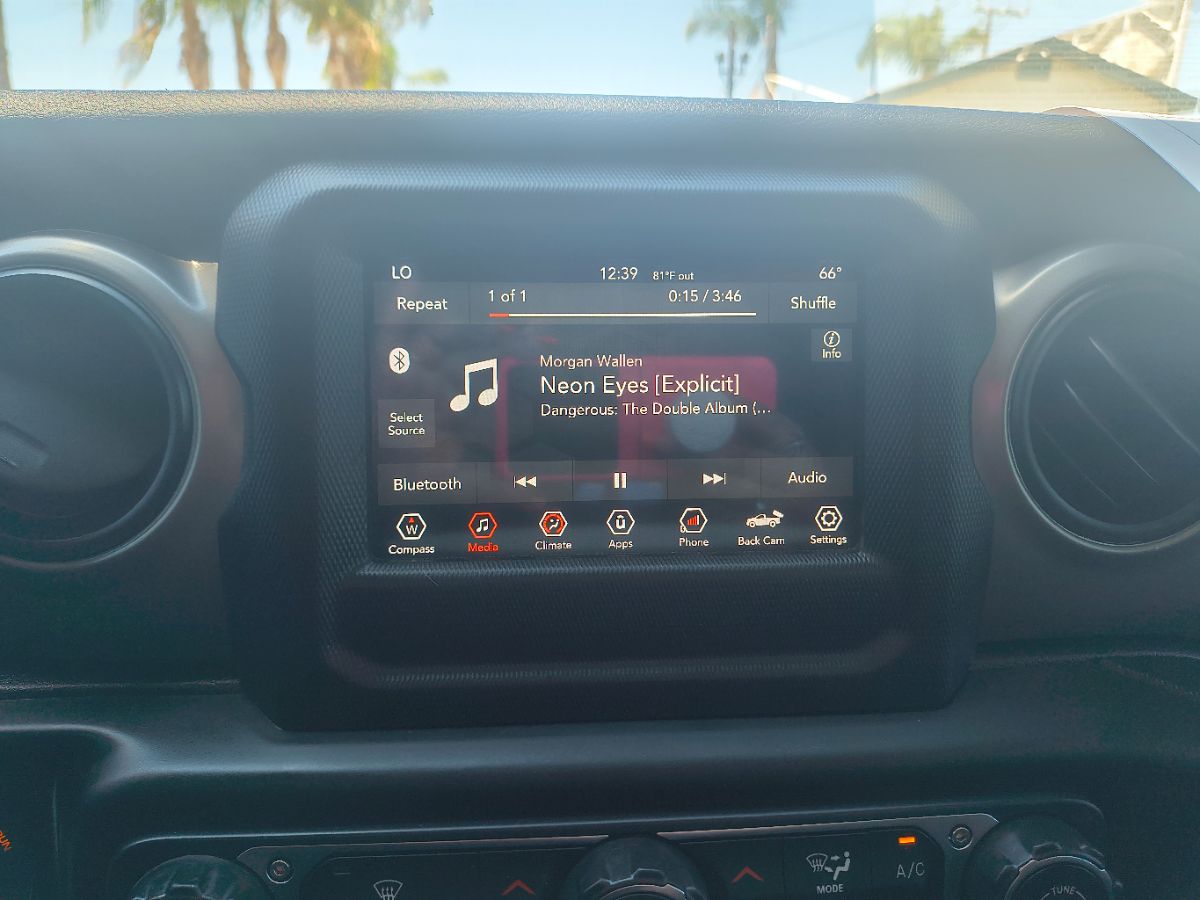 LO 12:39 81°F out 66°
Repeat 1 of 1 0:15 / 3:46 Shuffle
Info
Morgan Wallen
Neon Eyes [Explicit]
Dangerous: The Double Album (...
Select
Source
Bluetooth Audio
W
Compass Media Climate Apps Phone Back Cam Settings
A/C
MODE
TUNE